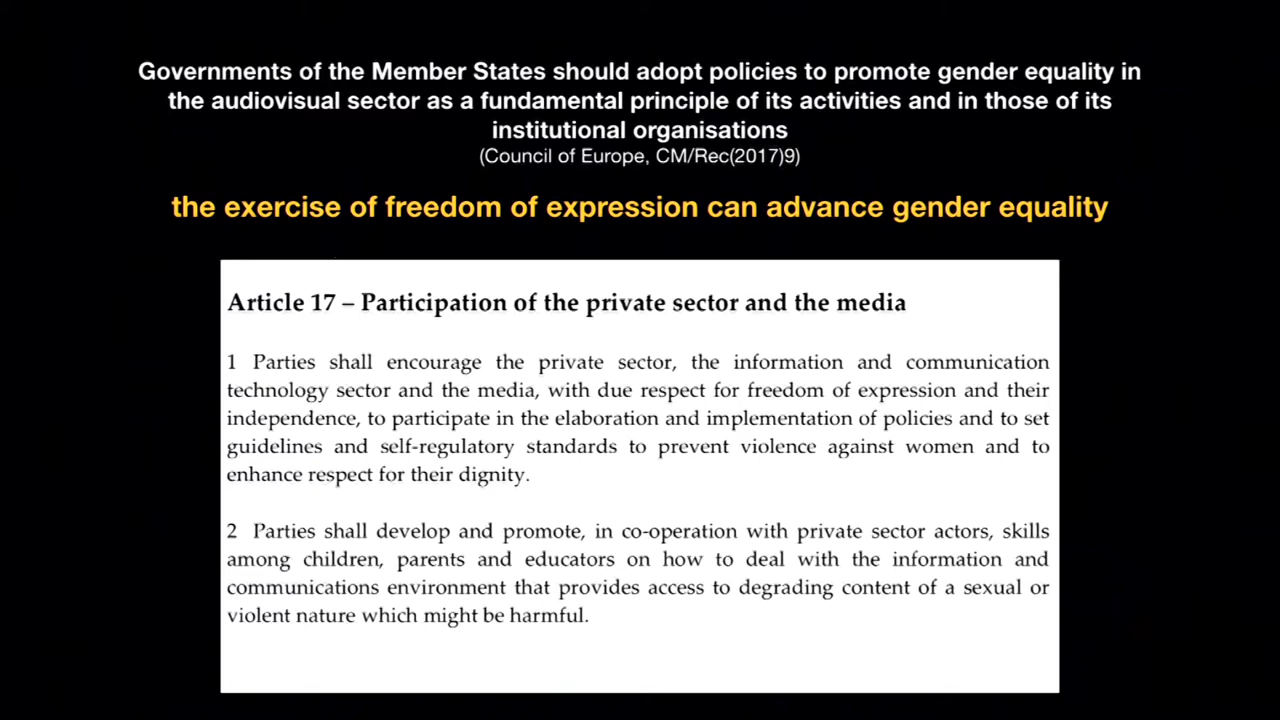 Governments of the Member States should adopt policies to promote gender equality in
the audiovisual sector as a fundamental principle of its activities and in those of its
institutional organisations
(Council of Europe, CM/Rec(2017)9)
the exercise of freedom of expression can advance gender equality
Article 17 – Participation of the private sector and the media
1 Parties shall encourage the private sector, the information and communication
technology sector and the media, with due respect for freedom of expression and their
independence, to participate in the elaboration and implementation of policies and to set
guidelines and self-regulatory standards to prevent violence against women and to
enhance respect for their dignity.
2 Parties shall develop and promote, in co-operation with private sector actors, skills
among children, parents and educators on how to deal with the information and
communications environment that provides access to degrading content of a sexual or
violent nature which might be harmful.